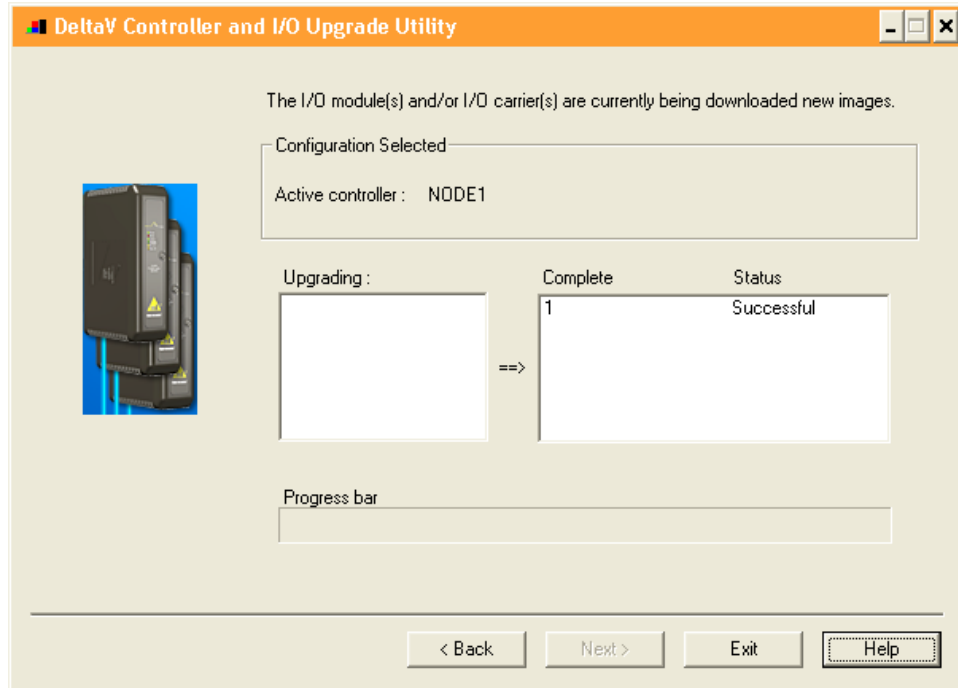 DeltaV Controller and I/O Upgrade Utility
The I/O module(s) and/or I/O carrier(s) are currently being downloaded new images.
Configuration Selected
Active controller : NODE1
Upgrading :
Complete Status
1 Successful
==>
Progress bar
< Back Next > Exit Help